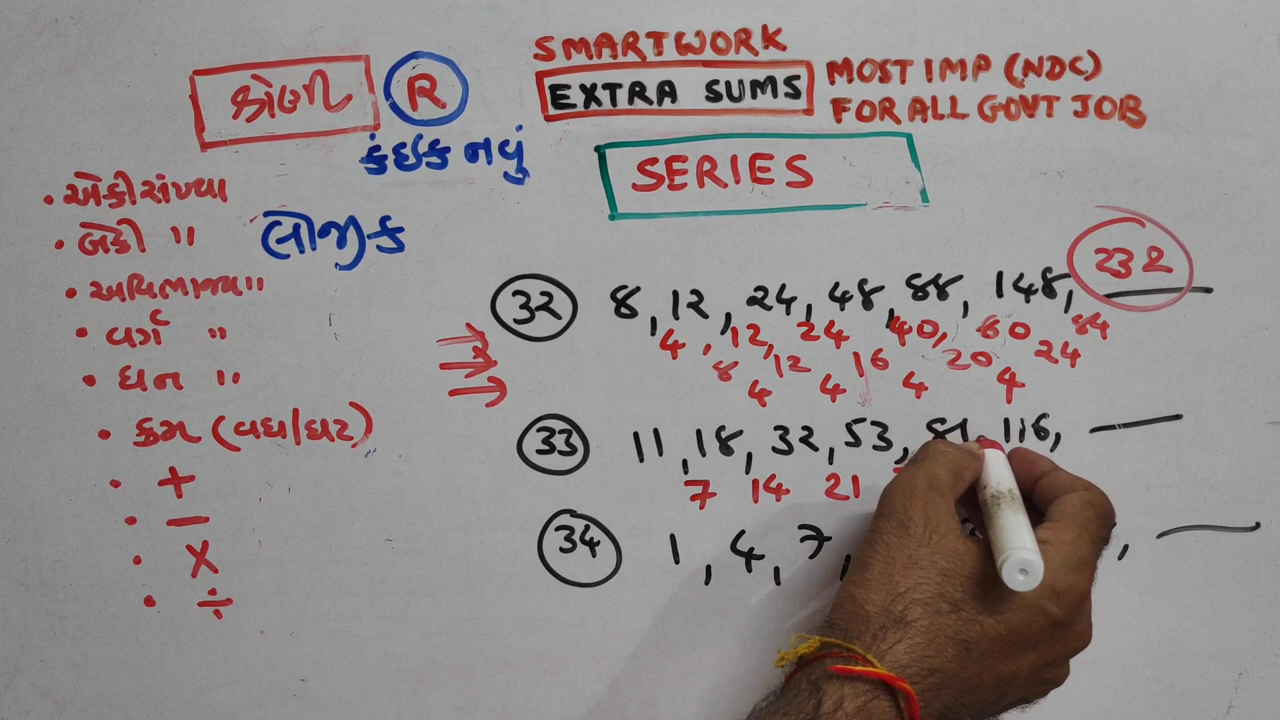 SMARTWORK
શ્રેણી R EXTRA SUMS MOST IMP (NDC)
FOR ALL GOVT JOB
કંઈક નવું
SERIES
• એકી સંખ્યા
• બેકી "
લોજીક
• અવિભાજ્ય "
• વર્ગ "
• ઘન "
• ક્રમ (વધ/ઘટ)
• +
• −
• X
• ÷
32 8, 12, 24, 48, 88, 148, 232
4, 12, 24 40, 60 84
8 12 16 20 24
4 4 4 4
33 11, 18, 32, 53, 81, 116,
7 14 21
34 1, 4, 7,